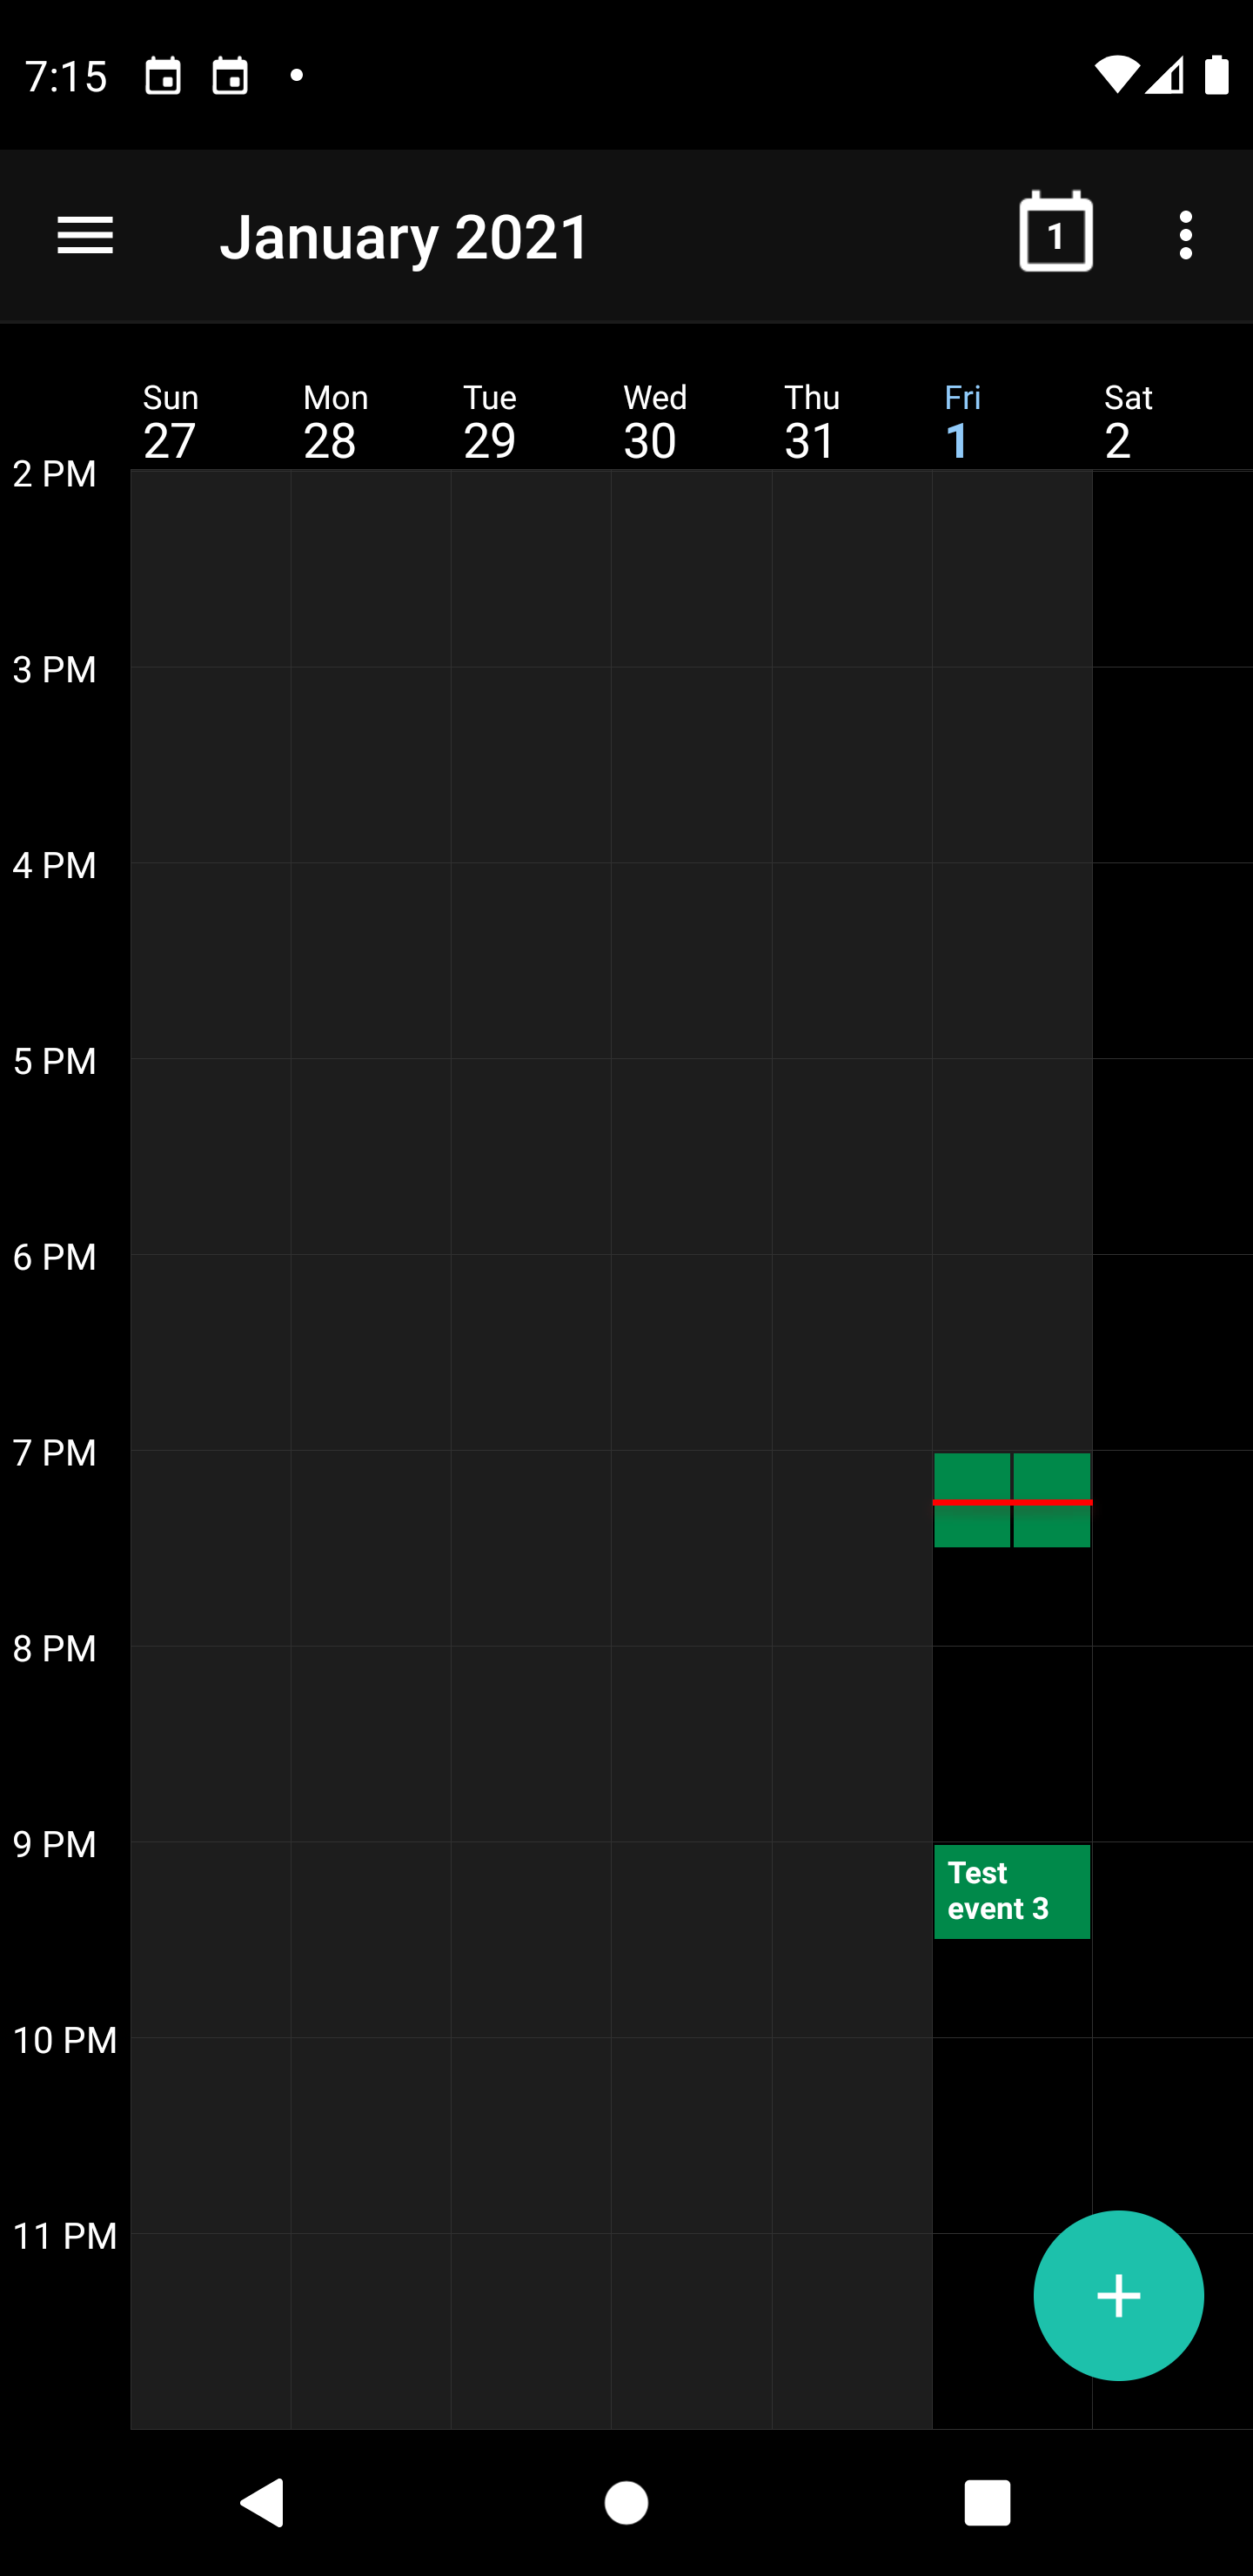 7:15
January 2021
1
Sun Mon Tue Wed Thu Fri Sat
27 28 29 30 31 1 2
2 PM
3 PM
4 PM
5 PM
6 PM
7 PM
8 PM
9 PM
Test
event 3
10 PM
11 PM